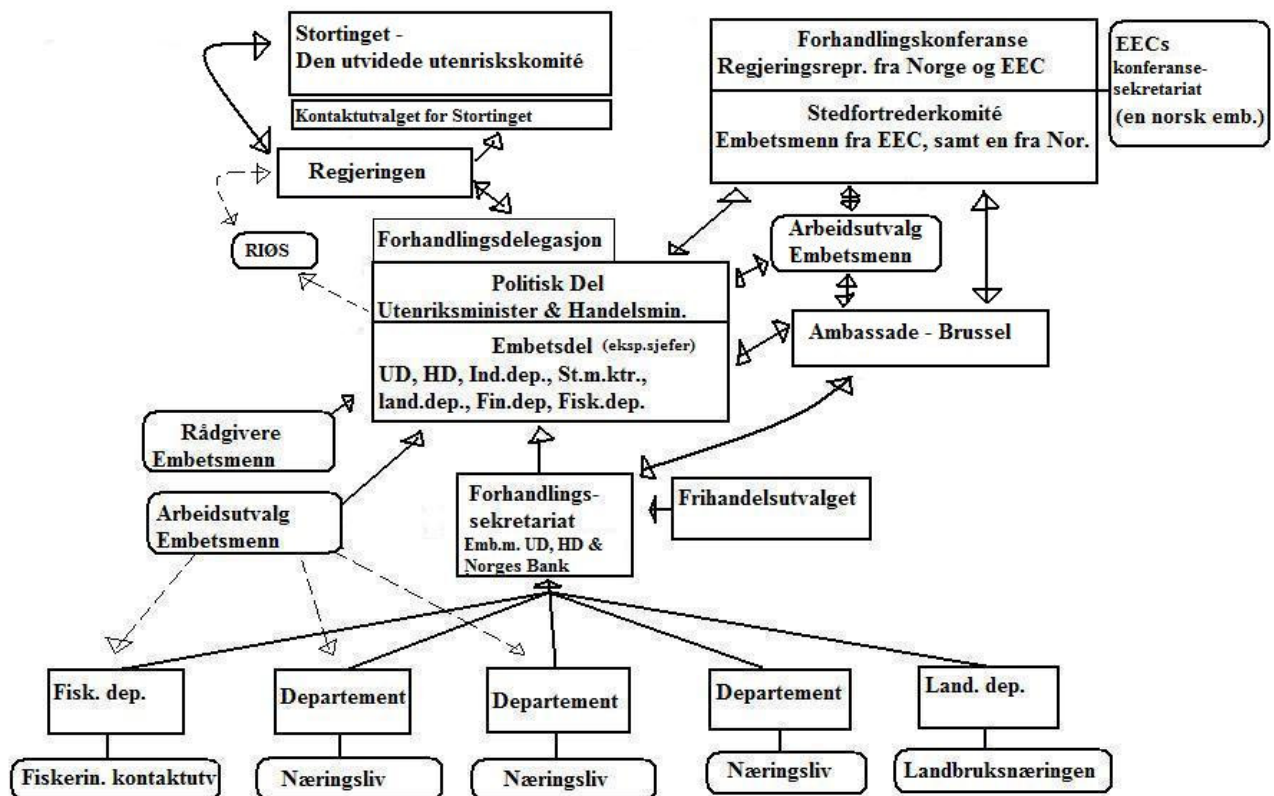 Stortinget -
Den utvidede utenriskskomité
Kontaktutvalget for Stortinget
Regjeringen
RIØS
Forhandlingskonferanse
Regjeringsrepr. fra Norge og EEC
Stedfortrederkomité
Embetsmenn fra EEC, samt en fra Nor.
EECs
konferanse-
sekretariat
(en norsk emb.)
Forhandlingsdelegasjon
Politisk Del
Utenriksminister & Handelsmin.
Embetsdel (eksp.sjefer)
UD, HD, Ind.dep., St.m.ktr.,
land.dep., Fin.dep, Fisk.dep.
Arbeidsutvalg
Embetsmenn
Ambassade - Brussel
Rådgivere
Embetsmenn
Arbeidsutvalg
Embetsmenn
Forhandlings-
sekretariat
Emb.m. UD, HD &
Norges Bank
Frihandelsutvalget
Fisk. dep.
Departement
Departement
Departement
Land. dep.
Fiskerin. kontaktutv
Næringsliv
Næringsliv
Næringsliv
Landbruksnæringen